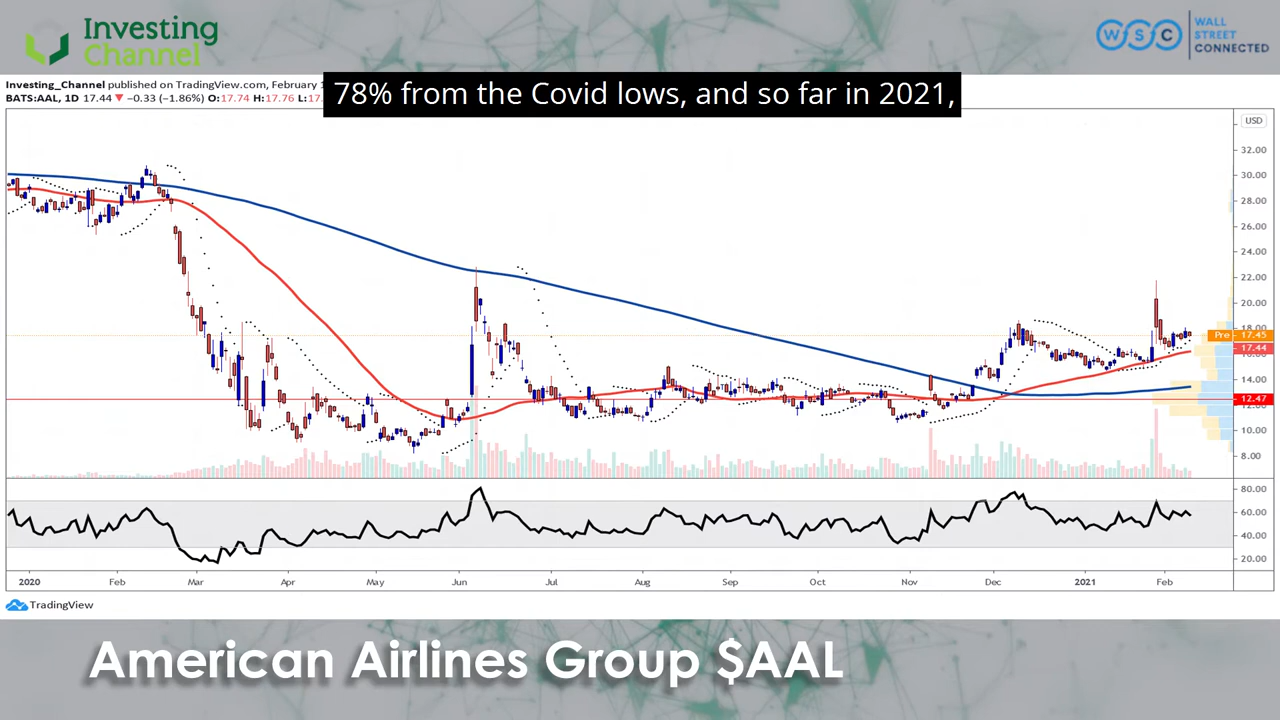 Investing
Channel
WSC
WALL
STREET
CONNECTED
Investing_Channel published on TradingView.com, February
BATS:AAL, 1D 17.44 ▼ −0.33 (−1.86%) O:17.74 H:17.76 L:17.
78% from the Covid lows, and so far in 2021,
USD
32.00
30.00
28.00
26.00
24.00
22.00
20.00
18.00
Pre 17.45
17.44
14.00
12.47
10.00
8.00
80.00
60.00
40.00
20.00
2020 Feb Mar Apr May Jun Jul Aug Sep Oct Nov Dec 2021 Feb
TradingView
American Airlines Group $AAL